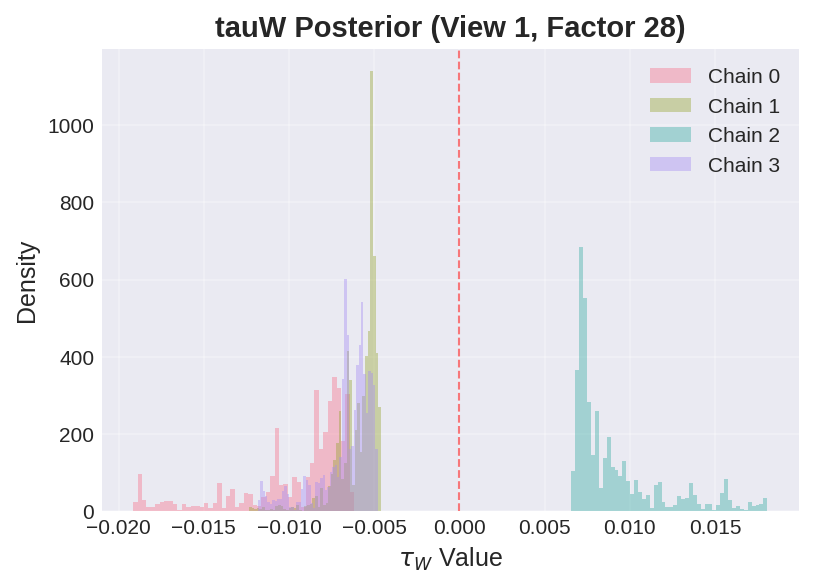 tauW Posterior (View 1, Factor 28)
Chain 0
Chain 1
Chain 2
Chain 3
Density
1000
800
600
400
200
0
−0.020 −0.015 −0.010 −0.005 0.000 0.005 0.010 0.015
τW Value